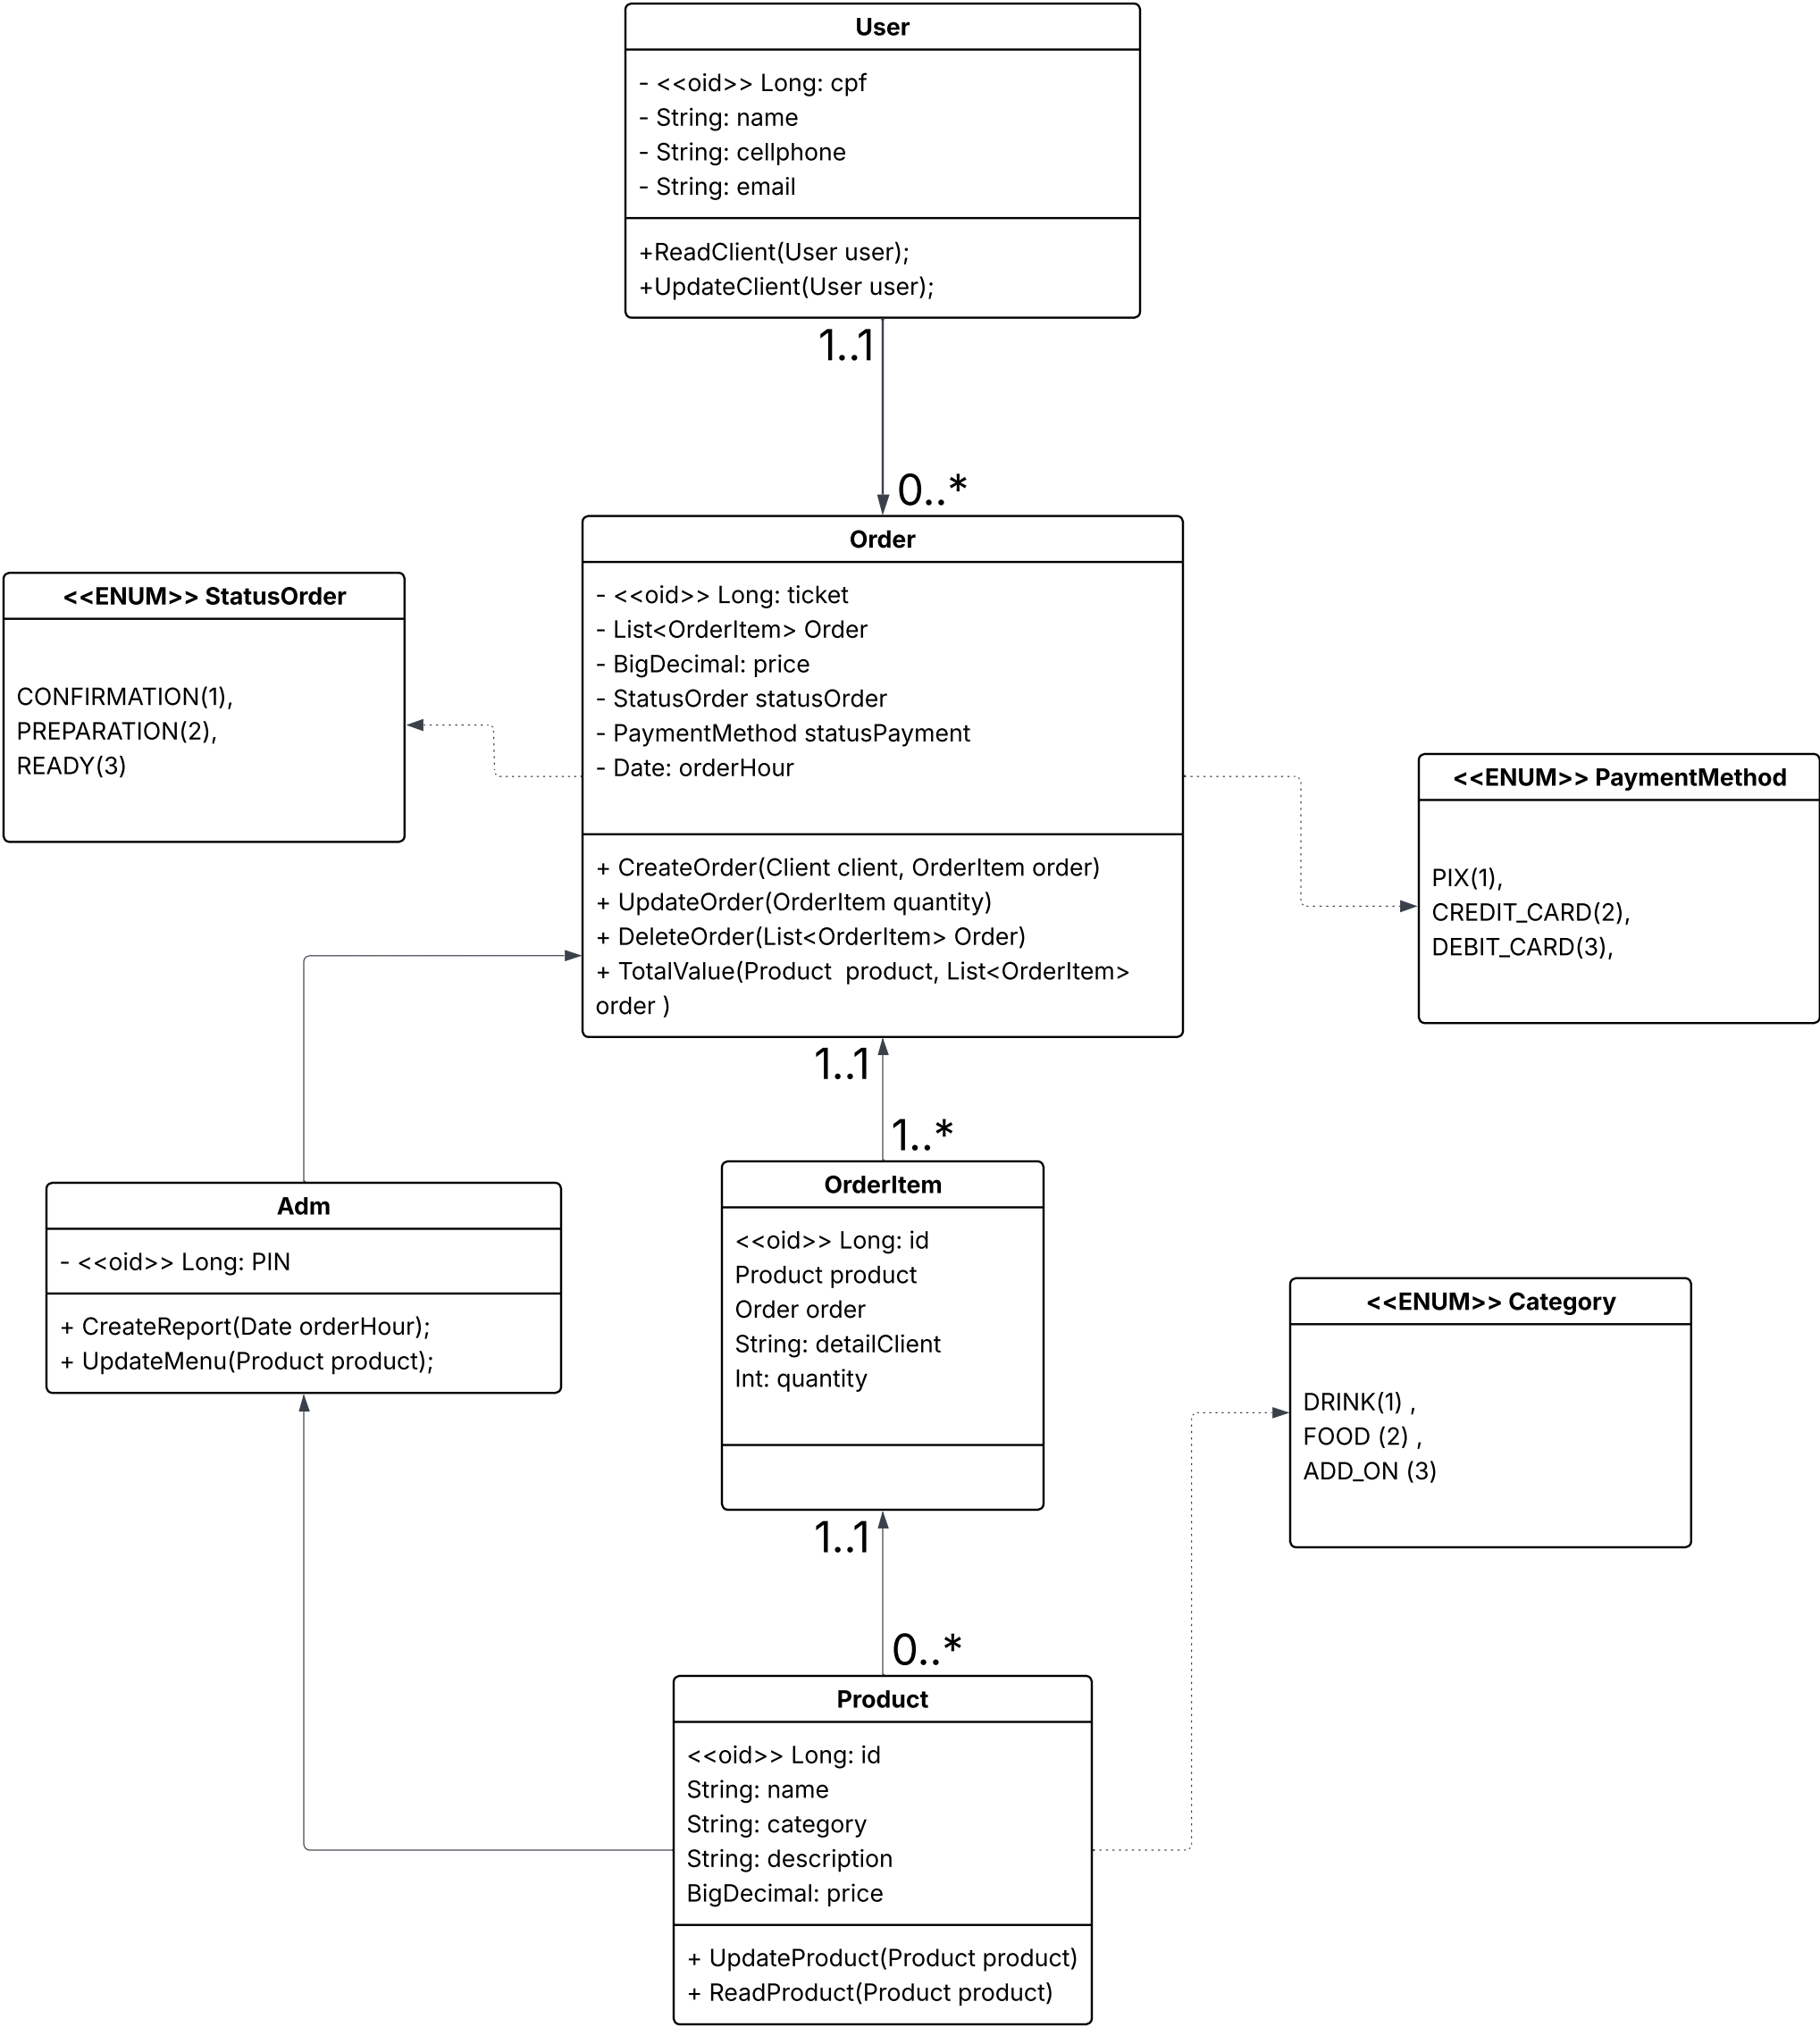 User
- <<oid>> Long: cpf
- String: name
- String: cellphone
- String: email
+ReadClient(User user);
+UpdateClient(User user);
1..1
0..*
Order
- <<oid>> Long: ticket
- List<OrderItem> Order
- BigDecimal: price
- StatusOrder statusOrder
- PaymentMethod statusPayment
- Date: orderHour
+ CreateOrder(Client client, OrderItem order)
+ UpdateOrder(OrderItem quantity)
+ DeleteOrder(List<OrderItem> Order)
+ TotalValue(Product  product, List<OrderItem>
order )
<<ENUM>> StatusOrder
CONFIRMATION(1),
PREPARATION(2),
READY(3)
<<ENUM>> PaymentMethod
PIX(1),
CREDIT_CARD(2),
DEBIT_CARD(3),
1..1
1..*
Adm
- <<oid>> Long: PIN
+ CreateReport(Date orderHour);
+ UpdateMenu(Product product);
OrderItem
<<oid>> Long: id
Product product
Order order
String: detailClient
Int: quantity
<<ENUM>> Category
DRINK(1) ,
FOOD (2) ,
ADD_ON (3)
1..1
0..*
Product
<<oid>> Long: id
String: name
String: category
String: description
BigDecimal: price
+ UpdateProduct(Product product)
+ ReadProduct(Product product)